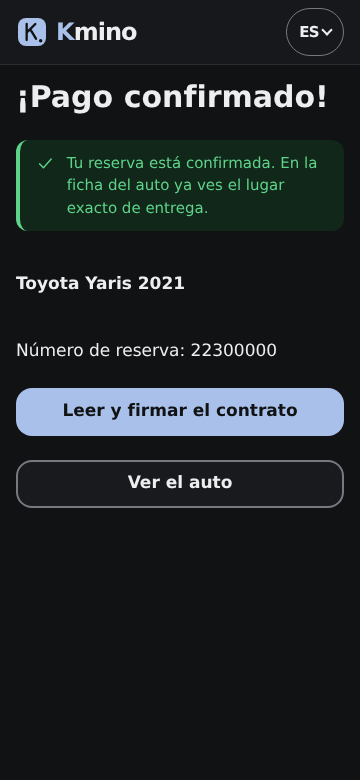 K. Kmino
ES
¡Pago confirmado!
Tu reserva está confirmada. En la
ficha del auto ya ves el lugar
exacto de entrega.
Toyota Yaris 2021
Número de reserva: 22300000
Leer y firmar el contrato
Ver el auto